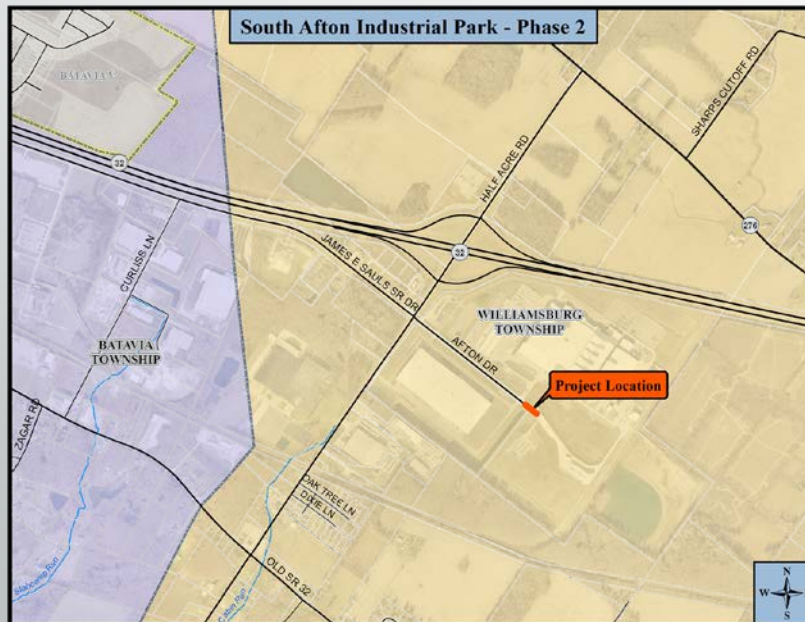 South Afton Industrial Park - Phase 2
BATAVIA V
SHARPS CUTOFF RD
32
HALF ACRE RD
276
CURLISS LN
32
JAMES E SAULS SR DR
WILLIAMSBURG
TOWNSHIP
BATAVIA
TOWNSHIP
AFTON DR
Project Location
ZAGAR RD
OAK TREE LN
DIXIE LN
OLD SR 32
Cabin Run
N
W
S